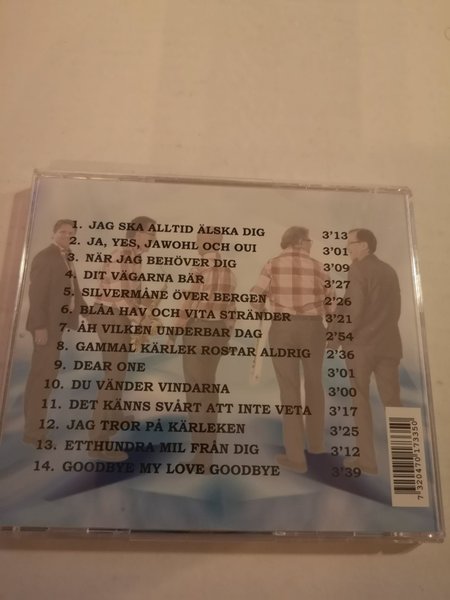 1. JAG SKA ALLTID ÄLSKA DIG 3'13
2. JA, YES, JAWOHL OCH OUI 3'01
3. NÄR JAG BEHÖVER DIG 3'09
4. DIT VÄGARNA BÄR 3'27
5. SILVERMÅNE ÖVER BERGEN 2'26
6. BLÅA HAV OCH VITA STRÄNDER 3'21
7. ÅH VILKEN UNDERBAR DAG 2'54
8. GAMMAL KÄRLEK ROSTAR ALDRIG 2'36
9. DEAR ONE 3'01
10. DU VÄNDER VINDARNA 3'00
11. DET KÄNNS SVÅRT ATT INTE VETA 3'17
12. JAG TROR PÅ KÄRLEKEN 3'25
13. ETTHUNDRA MIL FRÅN DIG 3'12
14. GOODBYE MY LOVE GOODBYE 3'39
7 320470 173350